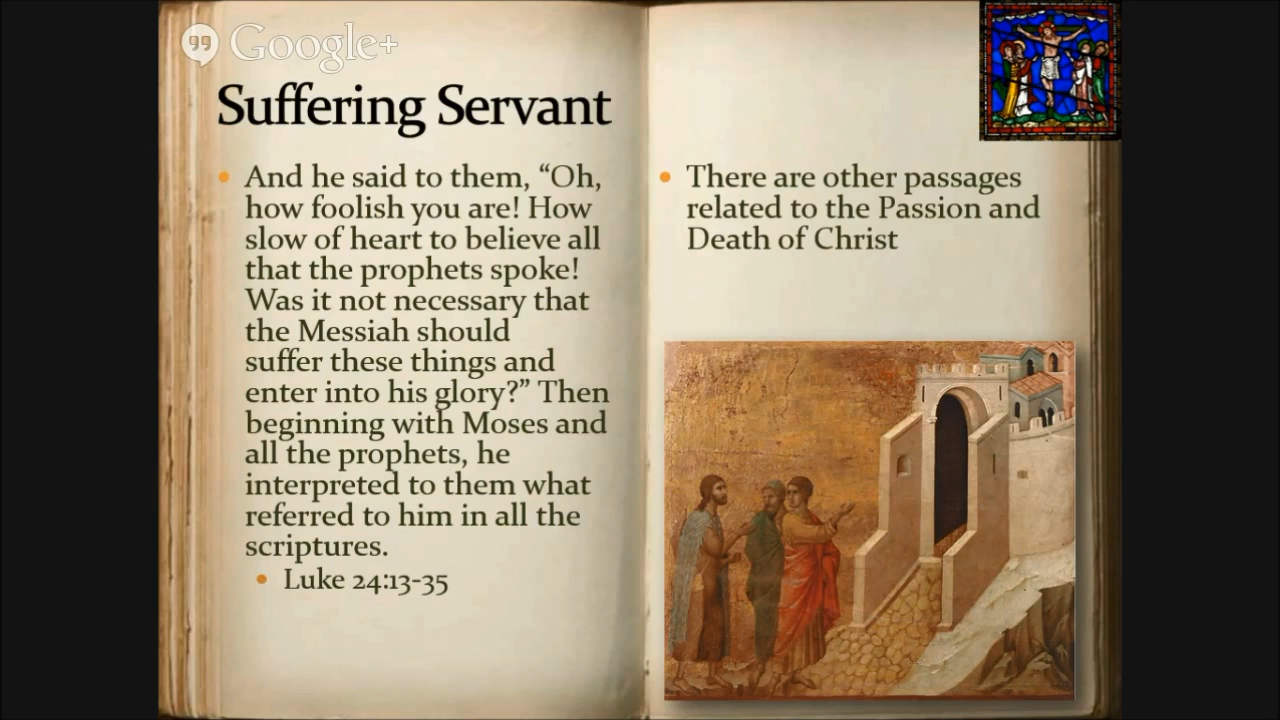 Google+
Suffering Servant
And he said to them, “Oh,
how foolish you are! How
slow of heart to believe all
that the prophets spoke!
Was it not necessary that
the Messiah should
suffer these things and
enter into his glory?” Then
beginning with Moses and
all the prophets, he
interpreted to them what
referred to him in all the
scriptures.
Luke 24:13-35
There are other passages
related to the Passion and
Death of Christ